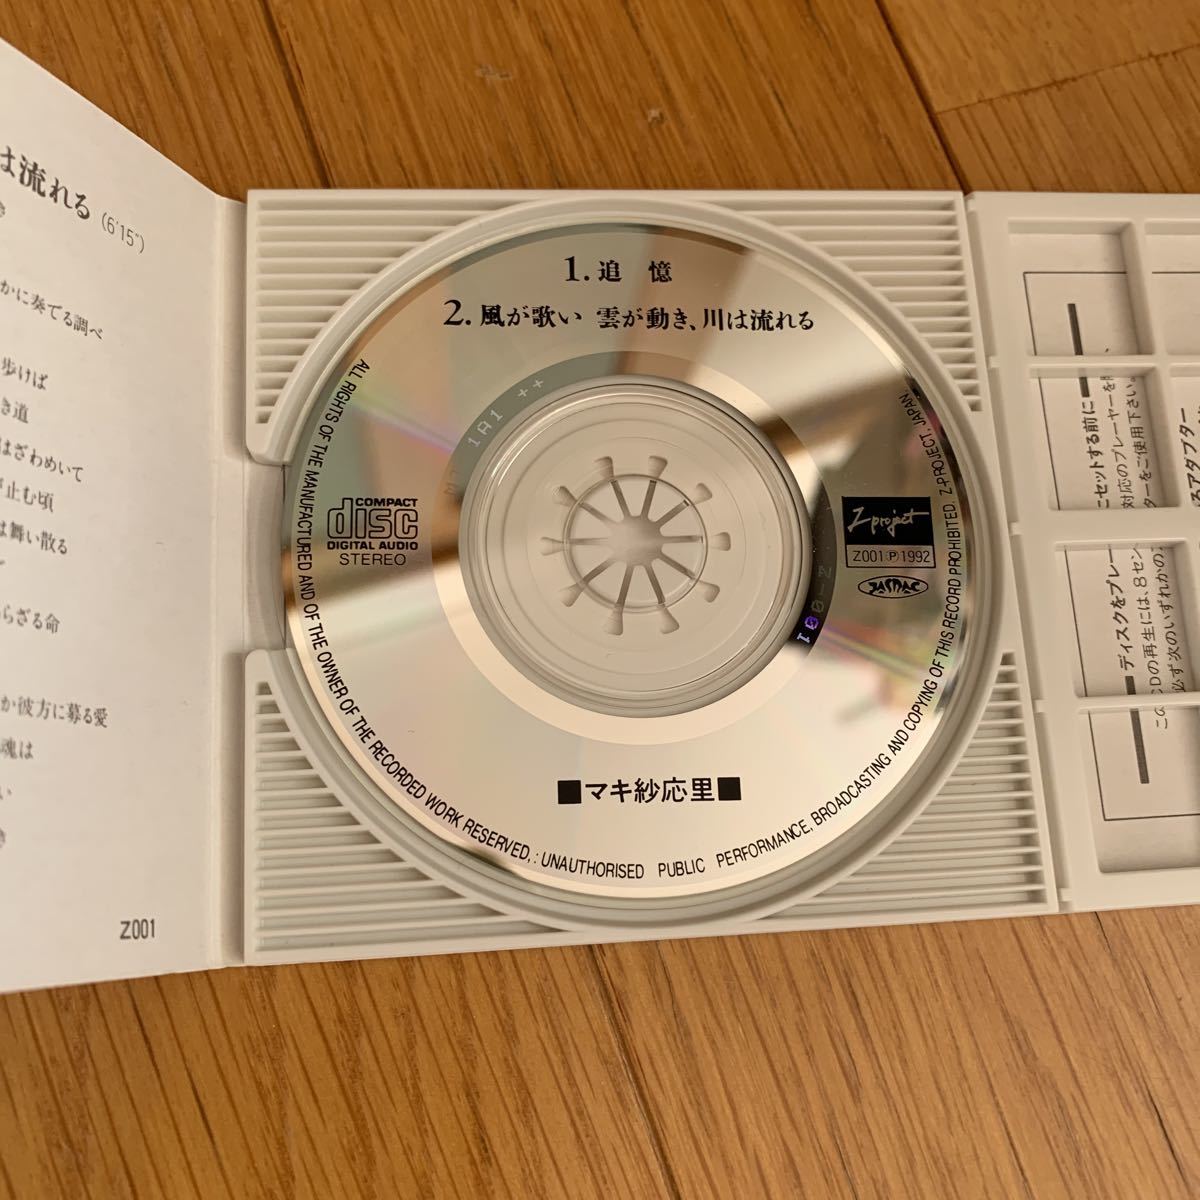 は流れる (6'15")
かに奏てる調べ
歩けば
き道
はざわめいて
止む頃
は舞い散る
らざる命
か彼方に募る愛
魂は
い
Z001
1. 追 憶
2. 風が歌い 雲が動き、川は流れる
COMPACT
disc
DIGITAL AUDIO
STEREO
1A1 ++
Z project
Z001 Ⓟ 1992
JASRAC
■マキ紗応里■
ALL RIGHTS OF THE MANUFACTURED AND OF THE OWNER OF THE RECORDED WORK RESERVED,: UNAUTHORISED PUBLIC PERFORMANCE, BROADCASTING AND COPYING OF THIS RECORD PROHIBITED. Z-PROJECT, JAPAN.
にセットする前に
対応のプレーヤーを
ターをご使用下さい。
スアダプター
ディスクをプレー
CDの再生には、8セン
必ず次のいずれかの